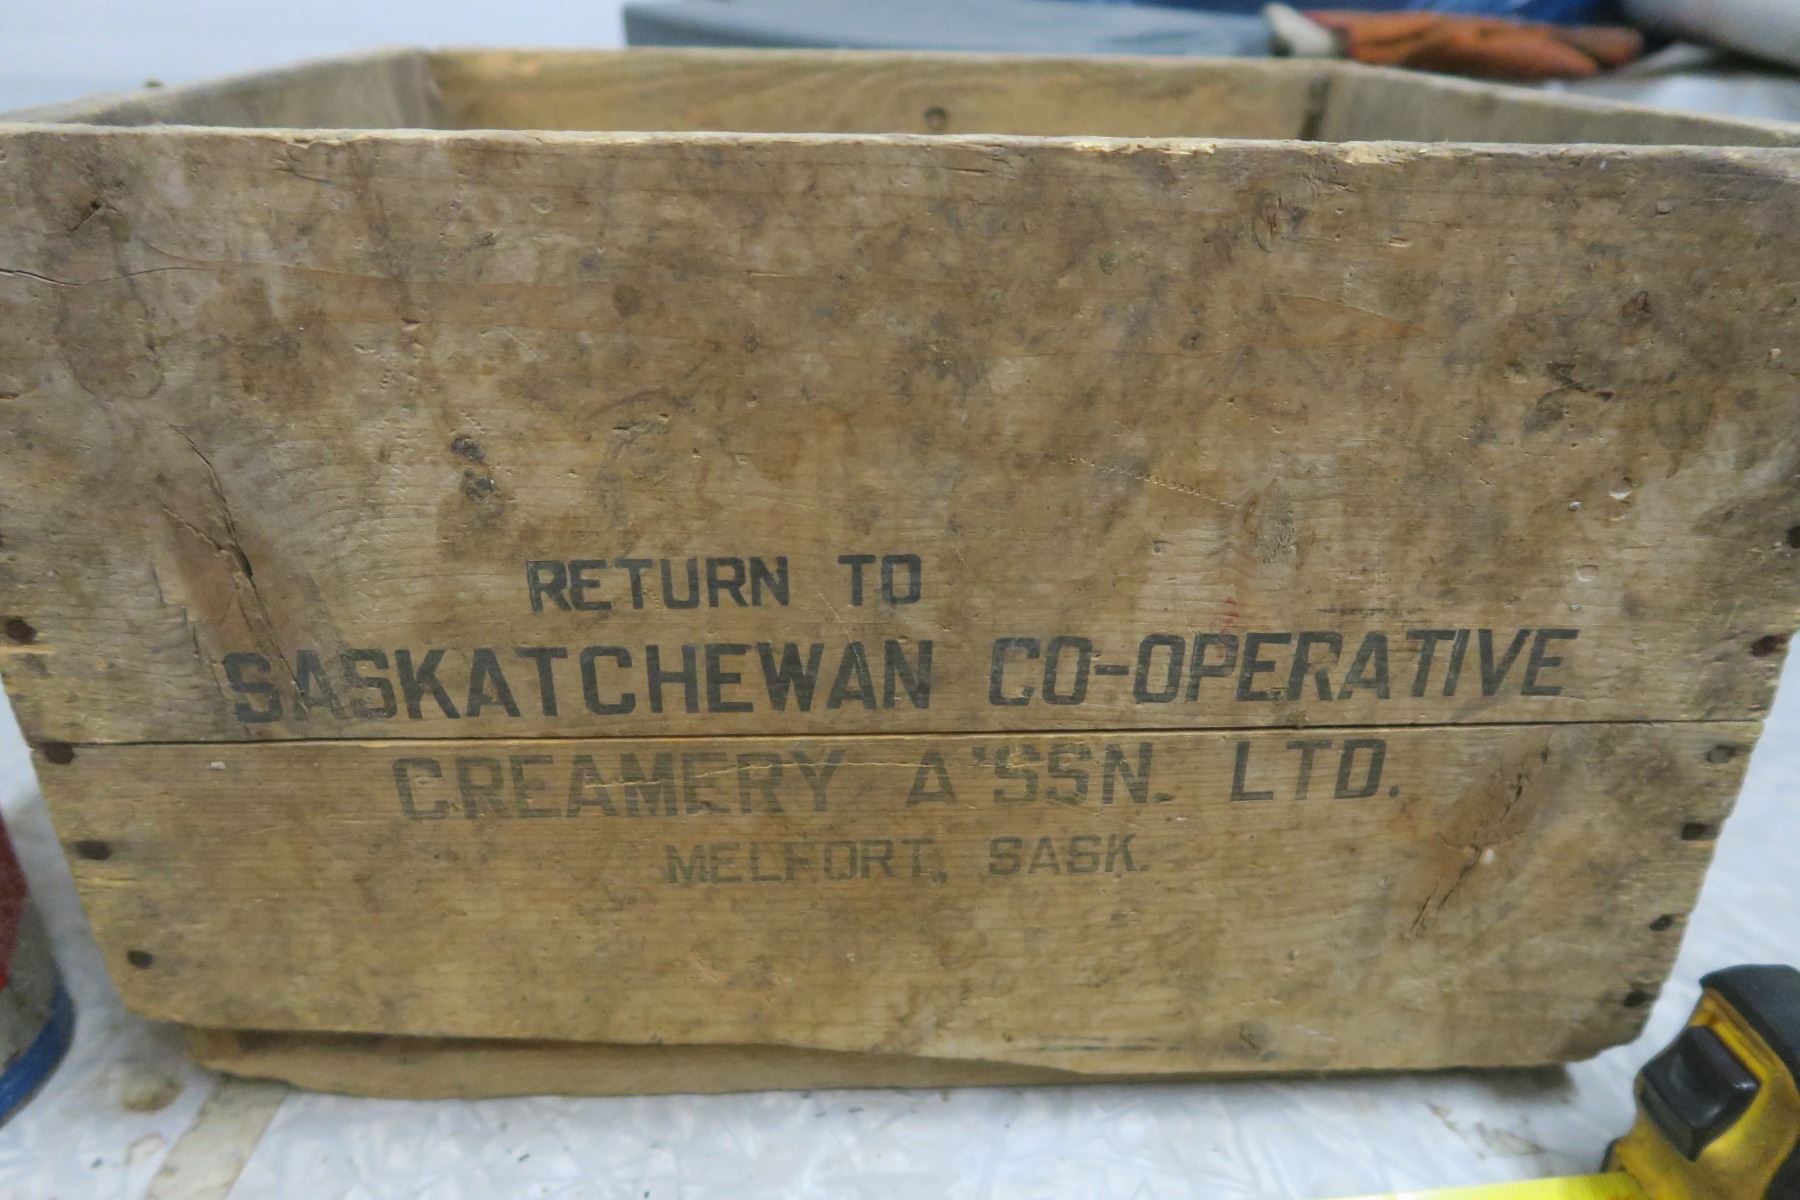 RETURN TO
SASKATCHEWAN CO-OPERATIVE
CREAMERY A'SSN. LTD.
MELFORT, SASK.